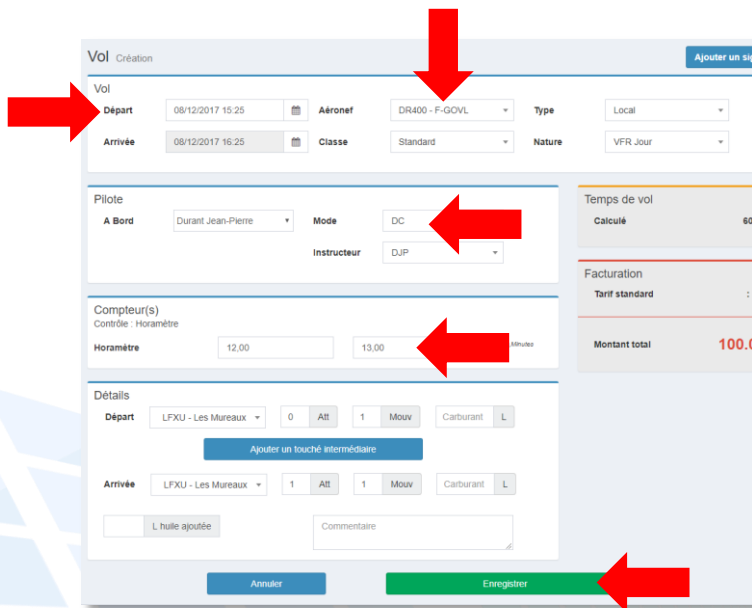 Vol Création
Ajouter un sig
Vol
Départ 08/12/2017 15:25 Aéronef DR400 - F-GOVL Type Local
Arrivée 08/12/2017 16:25 Classe Standard Nature VFR Jour
Pilote
A Bord Durant Jean-Pierre Mode DC
Instructeur DJP
Temps de vol
Calculé 60
Facturation
Tarif standard :
Montant total 100.0
Compteur(s)
Contrôle : Horamètre
Horamètre 12,00 13,00 Minutes
Détails
Départ LFXU - Les Mureaux 0 Att 1 Mouv Carburant L
Ajouter un touché intermédiaire
Arrivée LFXU - Les Mureaux 1 Att 1 Mouv Carburant L
L huile ajoutée Commentaire
Annuler Enregistrer